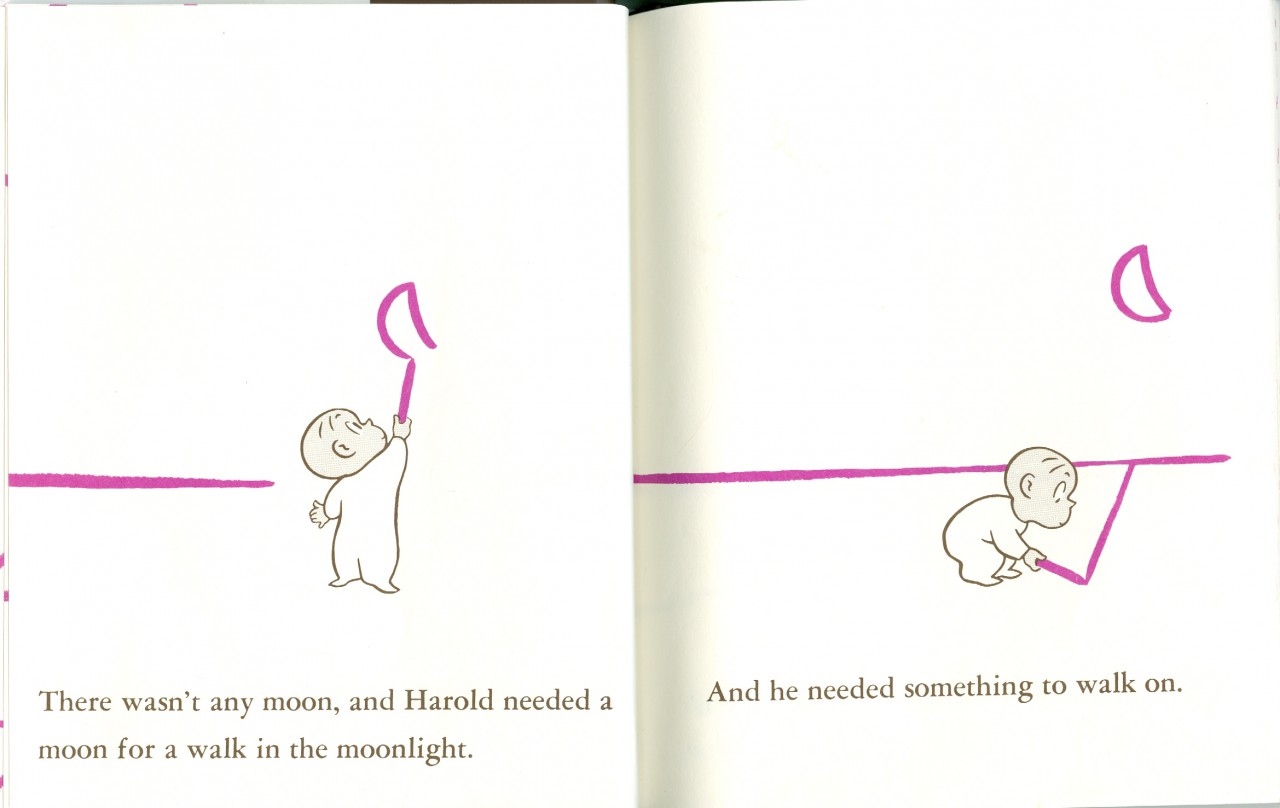 There wasn't any moon, and Harold needed a
moon for a walk in the moonlight.
And he needed something to walk on.